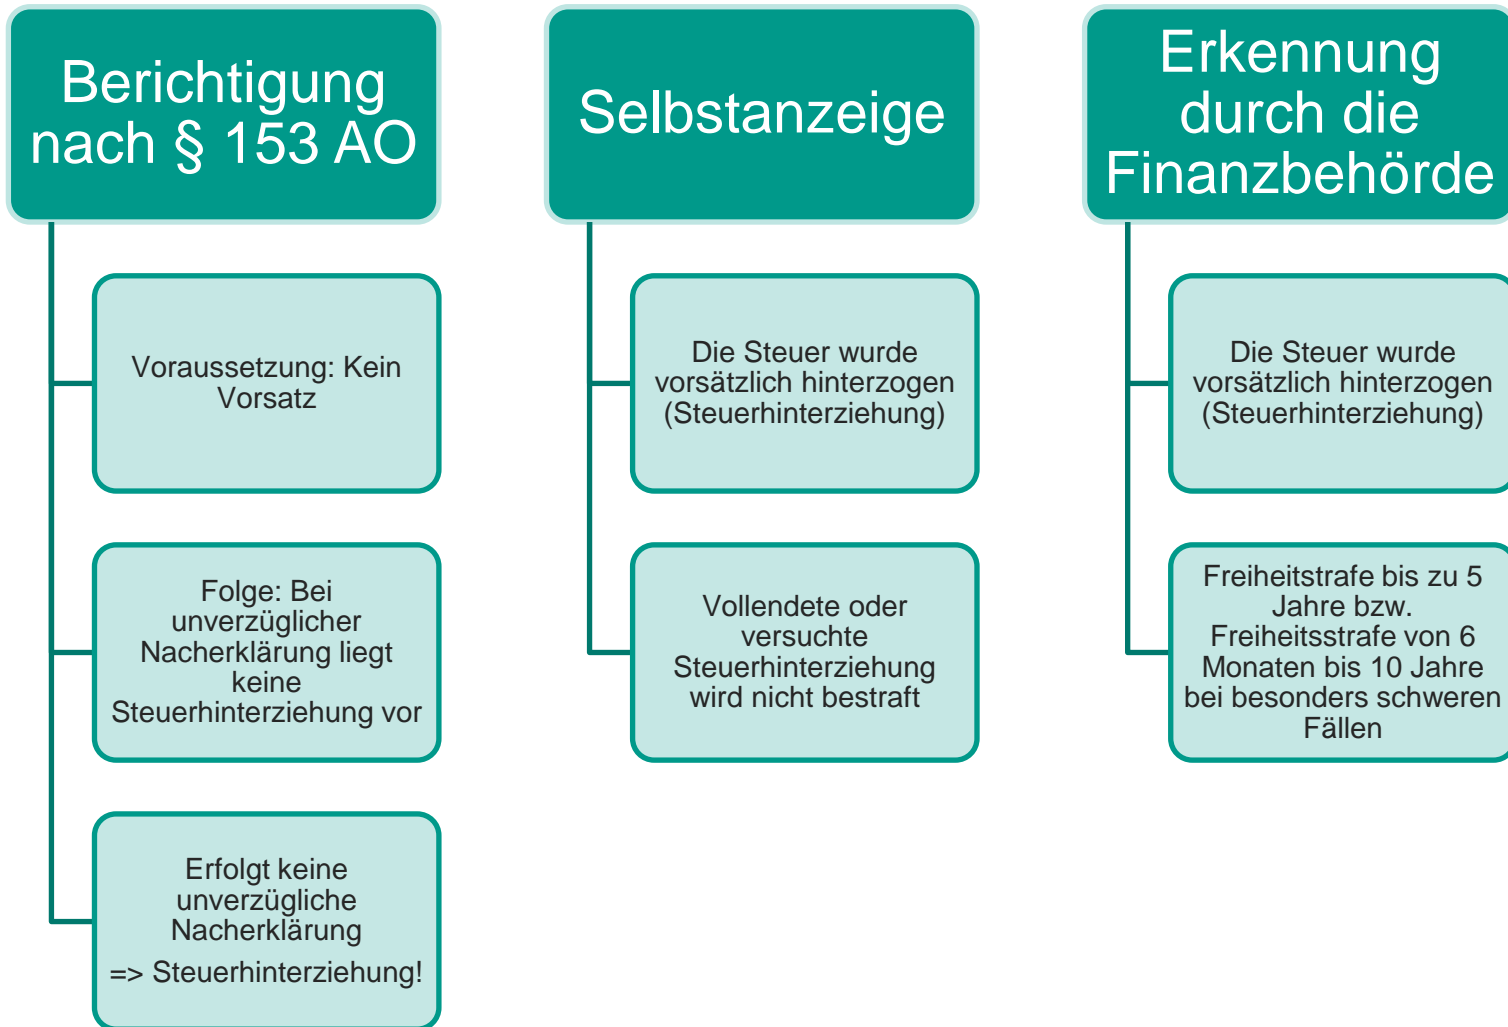 Berichtigung
nach § 153 AO
Voraussetzung: Kein
Vorsatz
Folge: Bei
unverzüglicher
Nacherklärung liegt
keine
Steuerhinterziehung vor
Erfolgt keine
unverzügliche
Nacherklärung
=> Steuerhinterziehung!
Selbstanzeige
Die Steuer wurde
vorsätzlich hinterzogen
(Steuerhinterziehung)
Vollendete oder
versuchte
Steuerhinterziehung
wird nicht bestraft
Erkennung
durch die
Finanzbehörde
Die Steuer wurde
vorsätzlich hinterzogen
(Steuerhinterziehung)
Freiheitstrafe bis zu 5
Jahre bzw.
Freiheitsstrafe von 6
Monaten bis 10 Jahre
bei besonders schweren
Fällen